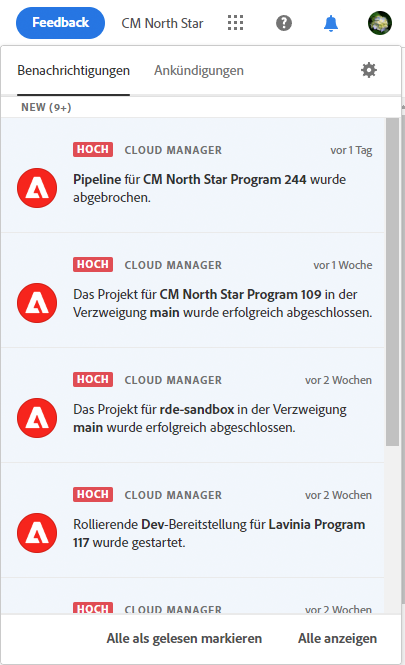 Feedback CM North Star
Benachrichtigungen Ankündigungen
NEW (9+)
HOCH CLOUD MANAGER vor 1 Tag
Pipeline für CM North Star Program 244 wurde
abgebrochen.
HOCH CLOUD MANAGER vor 1 Woche
Das Projekt für CM North Star Program 109 in der
Verzweigung main wurde erfolgreich abgeschlossen.
HOCH CLOUD MANAGER vor 2 Wochen
Das Projekt für rde-sandbox in der Verzweigung
main wurde erfolgreich abgeschlossen.
HOCH CLOUD MANAGER vor 2 Wochen
Rollierende Dev-Bereitstellung für Lavinia Program
117 wurde gestartet.
HOCH CLOUD MANAGER vor 2 Wochen
Alle als gelesen markieren Alle anzeigen